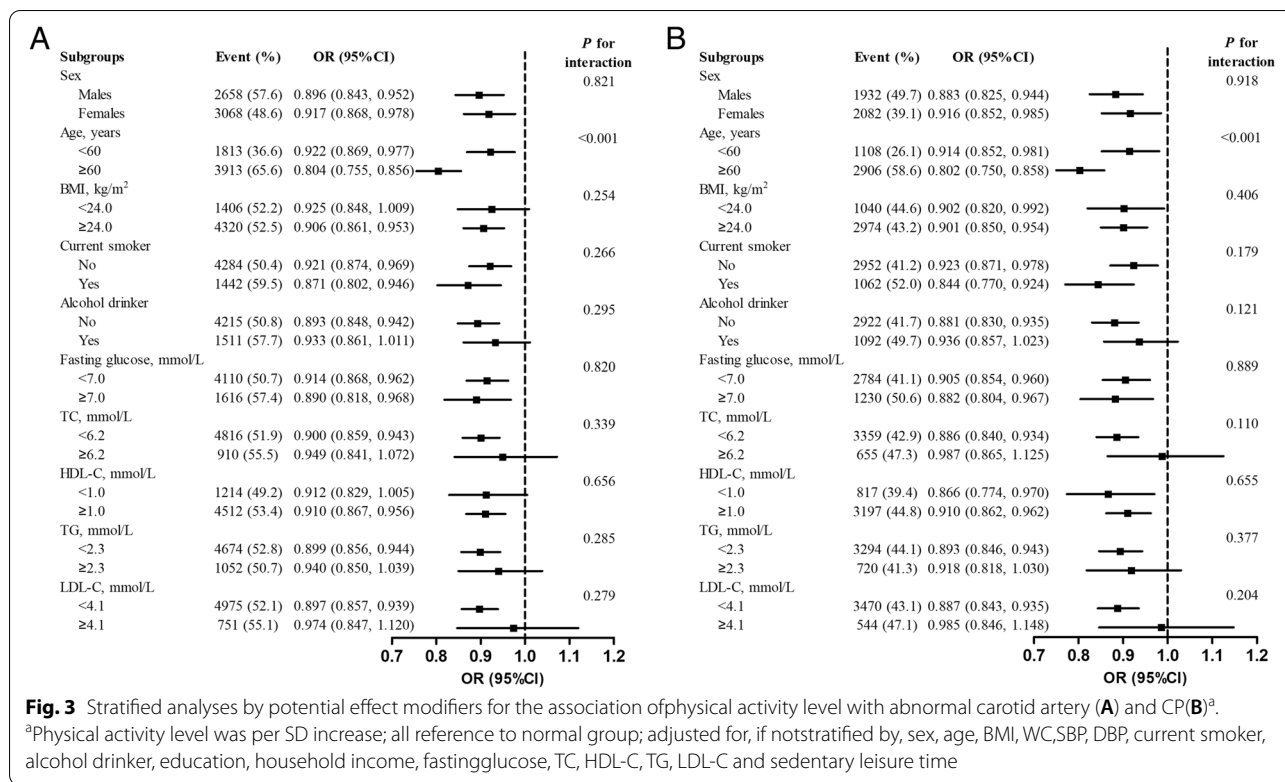 A
Subgroups Event (%) OR (95%CI) P for interaction
Sex 0.821
Males 2658 (57.6) 0.896 (0.843, 0.952)
Females 3068 (48.6) 0.917 (0.868, 0.978)
Age, years <0.001
<60 1813 (36.6) 0.922 (0.869, 0.977)
≥60 3913 (65.6) 0.804 (0.755, 0.856)
BMI, kg/m² 0.254
<24.0 1406 (52.2) 0.925 (0.848, 1.009)
≥24.0 4320 (52.5) 0.906 (0.861, 0.953)
Current smoker 0.266
No 4284 (50.4) 0.921 (0.874, 0.969)
Yes 1442 (59.5) 0.871 (0.802, 0.946)
Alcohol drinker 0.295
No 4215 (50.8) 0.893 (0.848, 0.942)
Yes 1511 (57.7) 0.933 (0.861, 1.011)
Fasting glucose, mmol/L 0.820
<7.0 4110 (50.7) 0.914 (0.868, 0.962)
≥7.0 1616 (57.4) 0.890 (0.818, 0.968)
TC, mmol/L 0.339
<6.2 4816 (51.9) 0.900 (0.859, 0.943)
≥6.2 910 (55.5) 0.949 (0.841, 1.072)
HDL-C, mmol/L 0.656
<1.0 1214 (49.2) 0.912 (0.829, 1.005)
≥1.0 4512 (53.4) 0.910 (0.867, 0.956)
TG, mmol/L 0.285
<2.3 4674 (52.8) 0.899 (0.856, 0.944)
≥2.3 1052 (50.7) 0.940 (0.850, 1.039)
LDL-C, mmol/L 0.279
<4.1 4975 (52.1) 0.897 (0.857, 0.939)
≥4.1 751 (55.1) 0.974 (0.847, 1.120)
0.7 0.8 0.9 1.0 1.1 1.2
OR (95%CI)
B
Subgroups Event (%) OR (95%CI) P for interaction
Sex 0.918
Males 1932 (49.7) 0.883 (0.825, 0.944)
Females 2082 (39.1) 0.916 (0.852, 0.985)
Age, years <0.001
<60 1108 (26.1) 0.914 (0.852, 0.981)
≥60 2906 (58.6) 0.802 (0.750, 0.858)
BMI, kg/m² 0.406
<24.0 1040 (44.6) 0.902 (0.820, 0.992)
≥24.0 2974 (43.2) 0.901 (0.850, 0.954)
Current smoker 0.179
No 2952 (41.2) 0.923 (0.871, 0.978)
Yes 1062 (52.0) 0.844 (0.770, 0.924)
Alcohol drinker 0.121
No 2922 (41.7) 0.881 (0.830, 0.935)
Yes 1092 (49.7) 0.936 (0.857, 1.023)
Fasting glucose, mmol/L 0.889
<7.0 2784 (41.1) 0.905 (0.854, 0.960)
≥7.0 1230 (50.6) 0.882 (0.804, 0.967)
TC, mmol/L 0.110
<6.2 3359 (42.9) 0.886 (0.840, 0.934)
≥6.2 655 (47.3) 0.987 (0.865, 1.125)
HDL-C, mmol/L 0.655
<1.0 817 (39.4) 0.866 (0.774, 0.970)
≥1.0 3197 (44.8) 0.910 (0.862, 0.962)
TG, mmol/L 0.377
<2.3 3294 (44.1) 0.893 (0.846, 0.943)
≥2.3 720 (41.3) 0.918 (0.818, 1.030)
LDL-C, mmol/L 0.204
<4.1 3470 (43.1) 0.887 (0.843, 0.935)
≥4.1 544 (47.1) 0.985 (0.846, 1.148)
0.7 0.8 0.9 1.0 1.1 1.2
OR (95%CI)
Fig. 3 Stratified analyses by potential effect modifiers for the association ofphysical activity level with abnormal carotid artery (A) and CP(B)ᵃ.
ᵃPhysical activity level was per SD increase; all reference to normal group; adjusted for, if notstratified by, sex, age, BMI, WC,SBP, DBP, current smoker,
alcohol drinker, education, household income, fastingglucose, TC, HDL-C, TG, LDL-C and sedentary leisure time